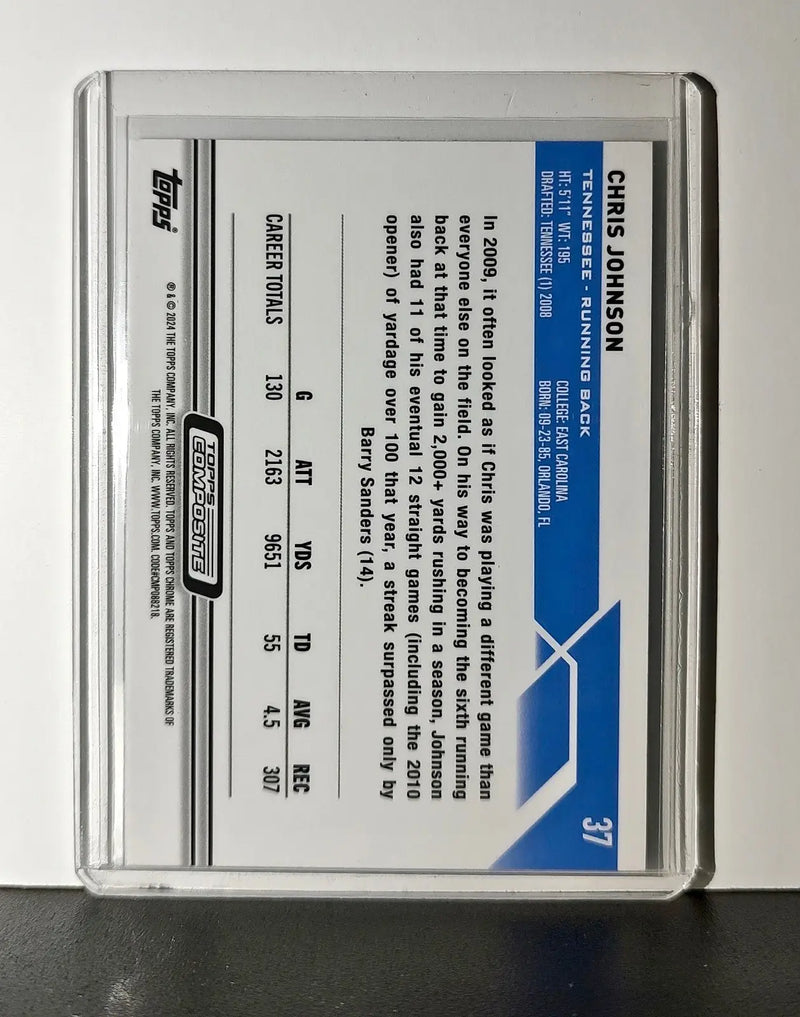 CHRIS JOHNSON
37
TENNESSEE - RUNNING BACK
HT: 5'11" WT: 195 COLLEGE: EAST CAROLINA
DRAFTED: TENNESSEE (1) 2008 BORN: 09-23-85, ORLANDO, FL
In 2009, it often looked as if Chris was playing a different game than
everyone else on the field. On his way to becoming the sixth running
back at that time to gain 2,000+ yards rushing in a season, Johnson
also had 11 of his eventual 12 straight games (including the 2010
opener) of yardage over 100 that year, a streak surpassed only by
Barry Sanders (14).
G ATT YDS TD AVG REC
CAREER TOTALS 130 2163 9651 55 4.5 307
TOPPS
COMPOSITE
topps®
® & © 2024 THE TOPPS COMPANY, INC. ALL RIGHTS RESERVED. TOPPS AND TOPPS CHROME ARE REGISTERED TRADEMARKS OF
THE TOPPS COMPANY, INC. WWW.TOPPS.COM. CODE#CMP088218.